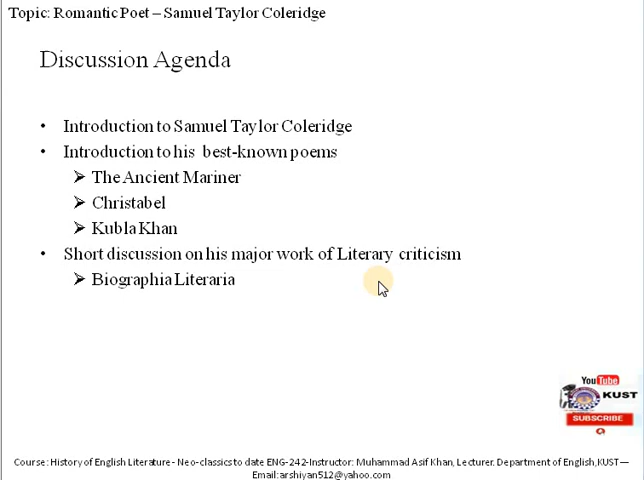 Topic: Romantic Poet – Samuel Taylor Coleridge
Discussion Agenda
• Introduction to Samuel Taylor Coleridge
• Introduction to his best-known poems
➢ The Ancient Mariner
➢ Christabel
➢ Kubla Khan
• Short discussion on his major work of Literary criticism
➢ Biographia Literaria
YouTube
KUST
SUBSCRIBE
Course: History of English Literature - Neo-classics to date ENG-242-Instructor: Muhammad Asif Khan, Lecturer. Department of English,KUST—
Email:arshiyan512@yahoo.com